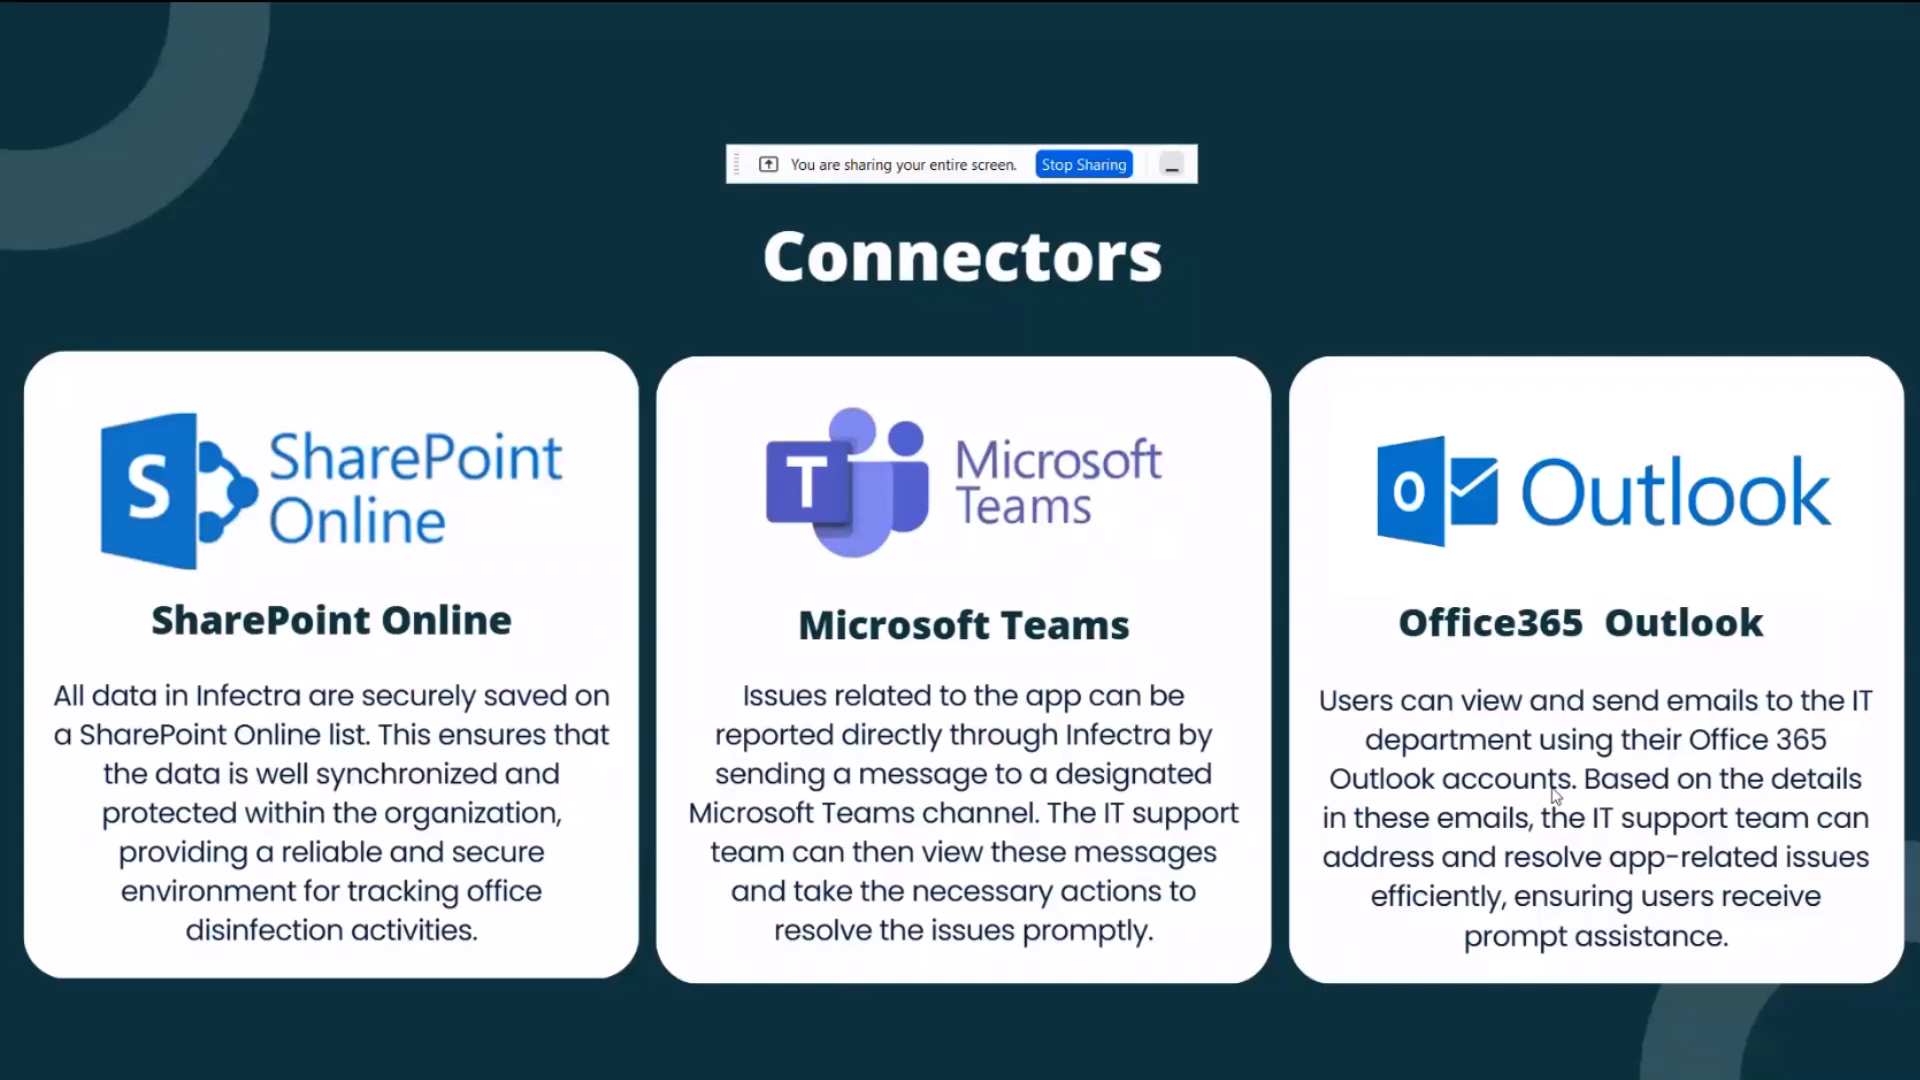 You are sharing your entire screen.
Stop Sharing
Connectors
S
SharePoint
Online
SharePoint Online
All data in Infectra are securely saved on
a SharePoint Online list. This ensures that
the data is well synchronized and
protected within the organization,
providing a reliable and secure
environment for tracking office
disinfection activities.
T
Microsoft
Teams
Microsoft Teams
Issues related to the app can be
reported directly through Infectra by
sending a message to a designated
Microsoft Teams channel. The IT support
team can then view these messages
and take the necessary actions to
resolve the issues promptly.
O
Outlook
Office365 Outlook
Users can view and send emails to the IT
department using their Office 365
Outlook accounts. Based on the details
in these emails, the IT support team can
address and resolve app-related issues
efficiently, ensuring users receive
prompt assistance.